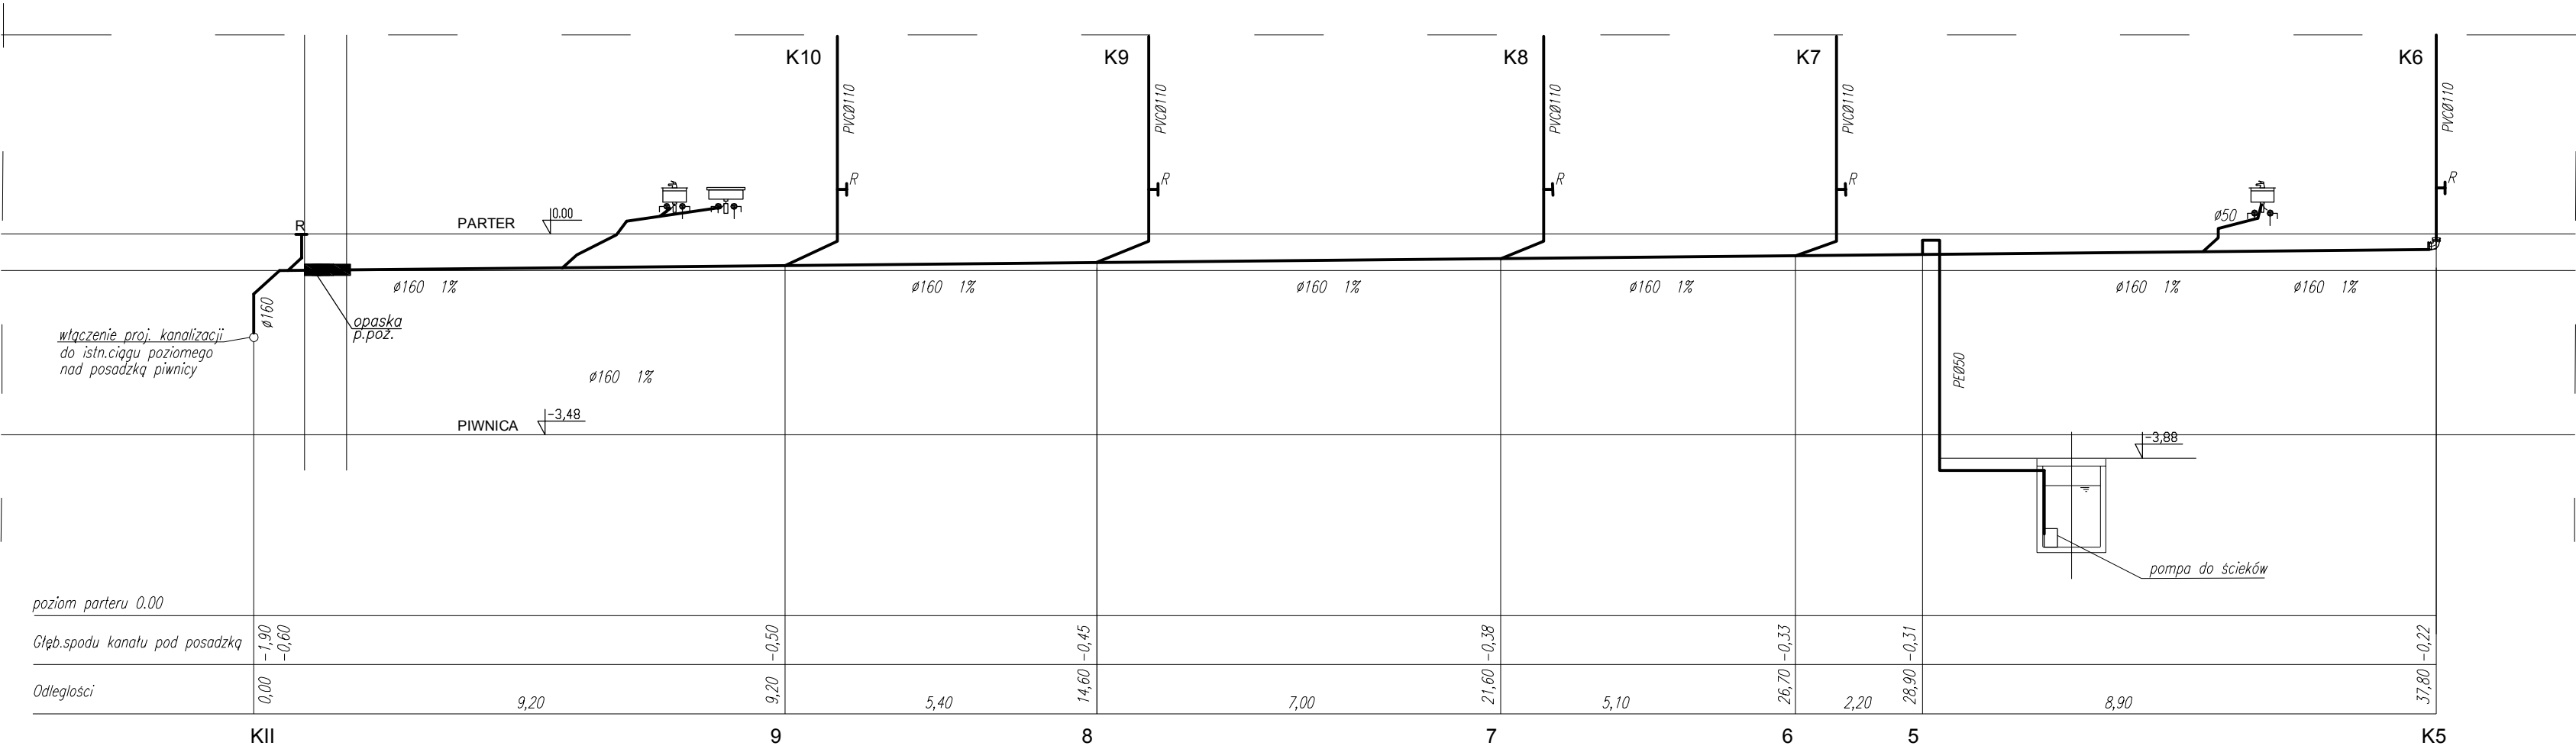 K10
K9
K8
K7
K6
PVCØ110
PVCØ110
PVCØ110
PVCØ110
PVCØ110
R
R
R
R
R
R
PARTER
0.00
ø50
ø160 1%
ø160 1%
ø160 1%
ø160 1%
ø160 1%
ø160 1%
ø160
opaska
p.poż.
włączenie proj. kanalizacji
do istn.ciągu poziomego
nad posadzką piwnicy
ø160 1%
PEØ50
PIWNICA
-3,48
-3,88
pompa do ścieków
poziom parteru 0.00
Głęb.spodu kanału pod posadzką
-1,90
-0,60
-0,50
-0,45
-0,38
-0,33
-0,31
-0,22
Odległości
0,00
9,20
9,20
5,40
14,60
7,00
21,60
5,10
26,70
2,20
28,90
8,90
37,80
KII
9
8
7
6
5
K5